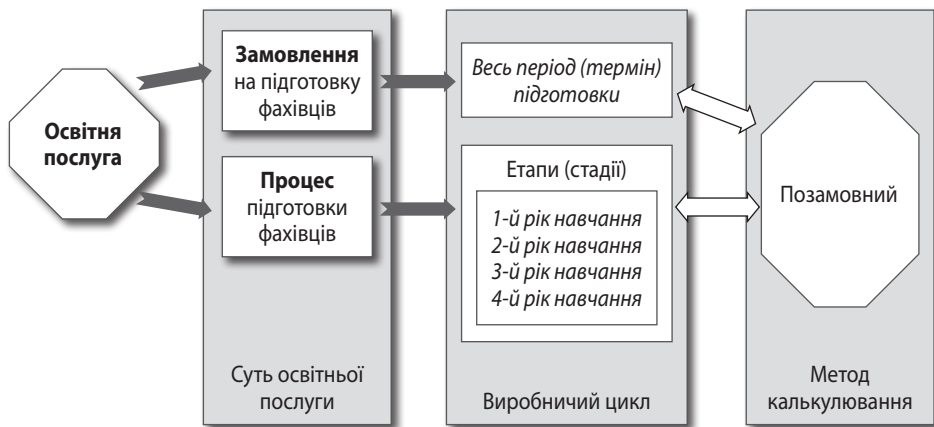 Освітня
послуга
Замовлення
на підготовку
фахівців
Процес
підготовки
фахівців
Суть освітньої
послуги
Весь період (термін)
підготовки
Етапи (стадії)
1-й рік навчання
2-й рік навчання
3-й рік навчання
4-й рік навчання
Виробничий цикл
Позамовний
Метод
калькулювання